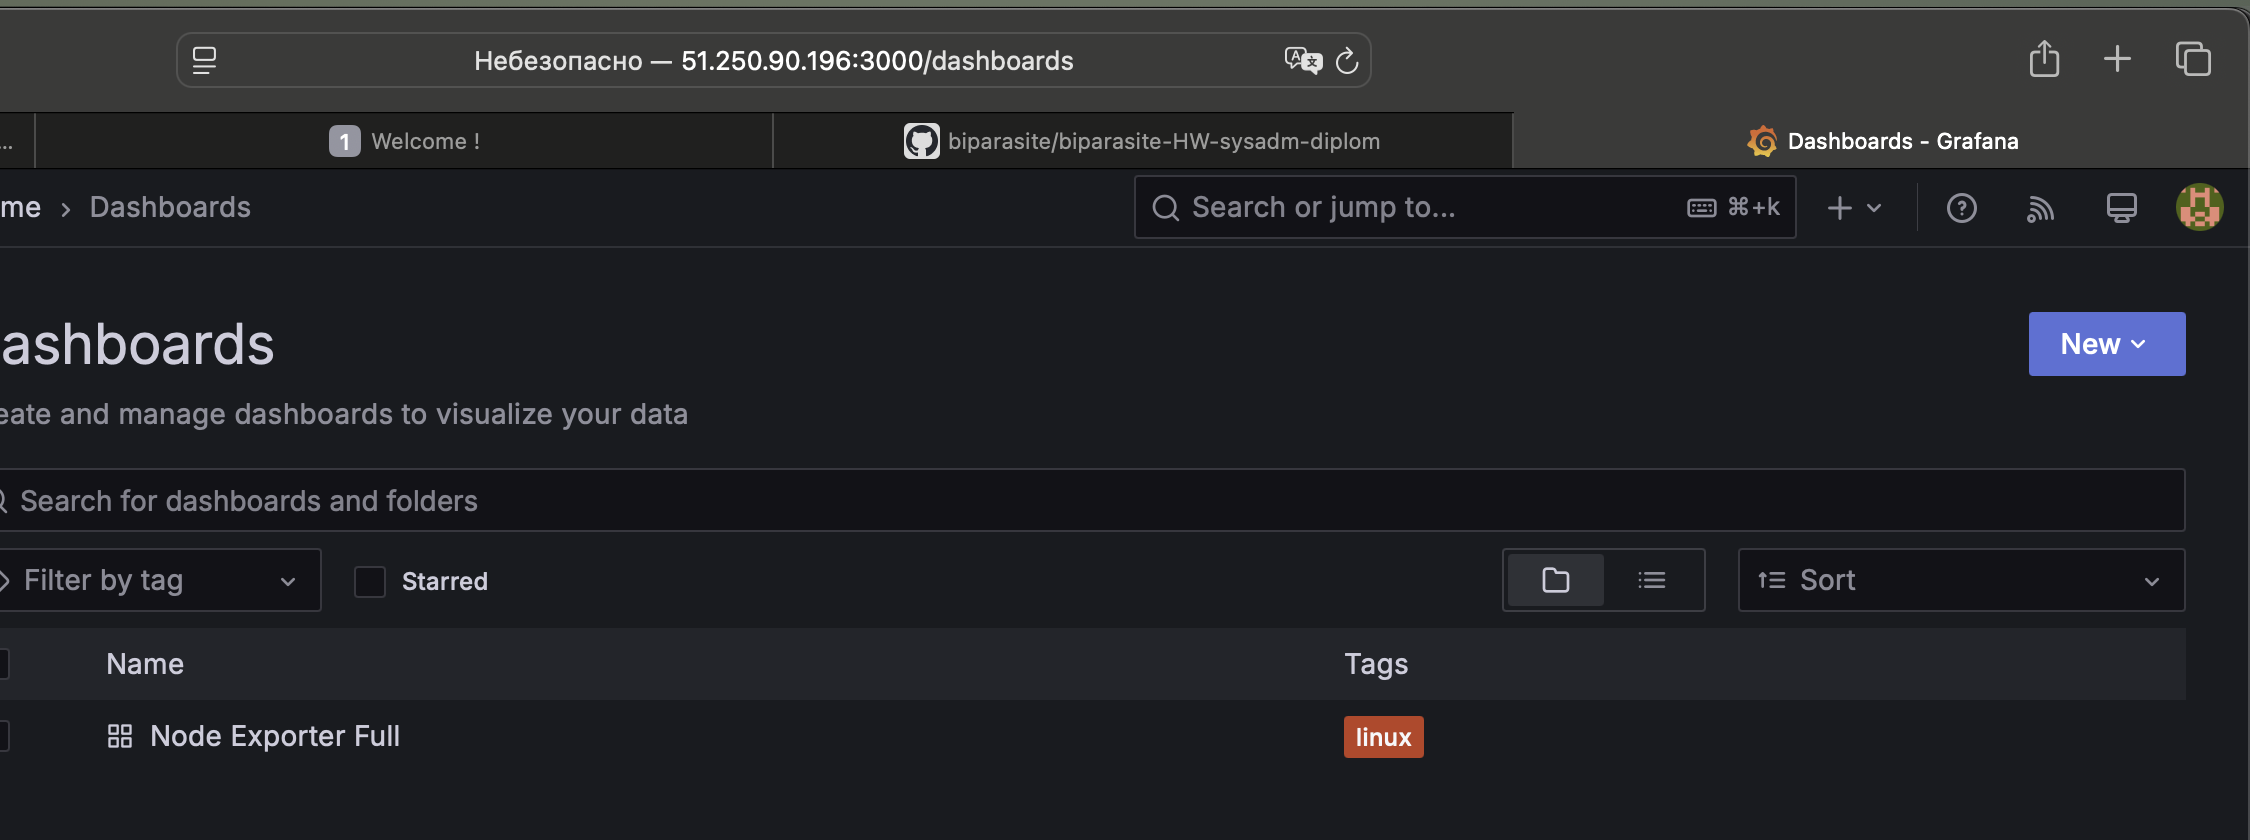 Небезопасно — 51.250.90.196:3000/dashboards
... 1 Welcome ! biparasite/biparasite-HW-sysadm-diplom Dashboards - Grafana
me › Dashboards Search or jump to... ⌘+k
ashboards New
eate and manage dashboards to visualize your data
Search for dashboards and folders
Filter by tag Starred Sort
Name Tags
Node Exporter Full linux